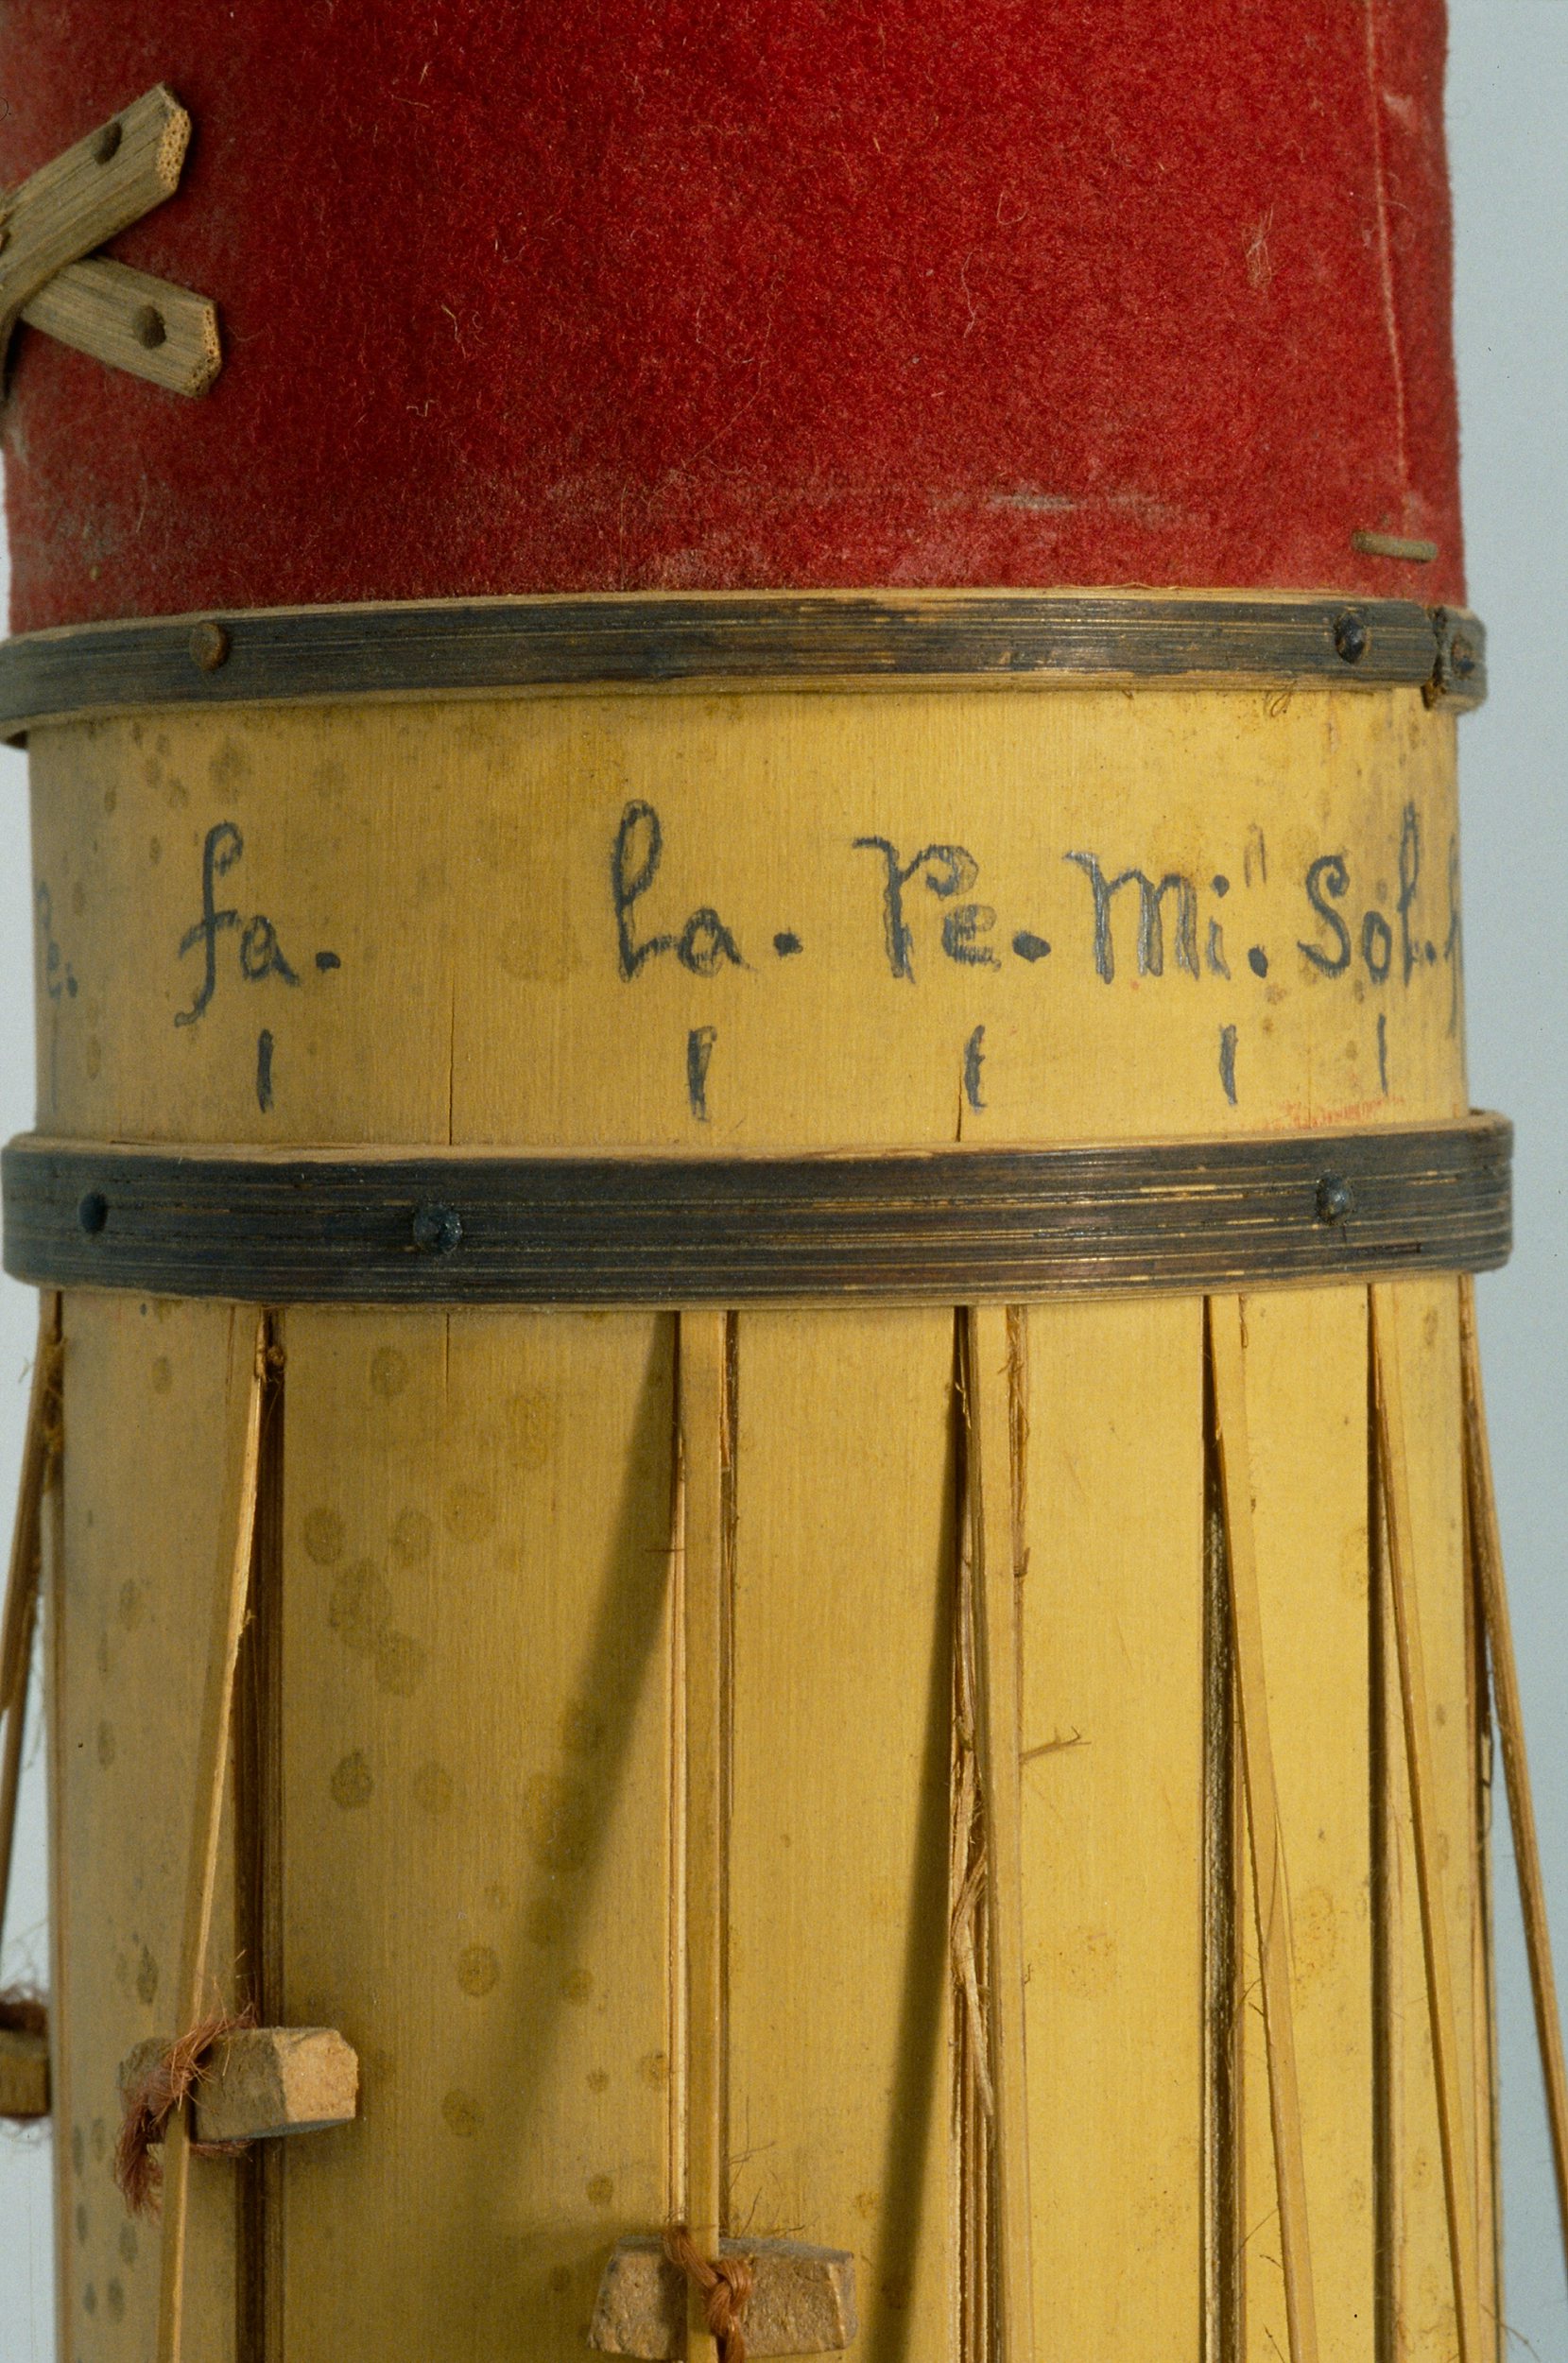 fa. La. Re. Mi. Sol.